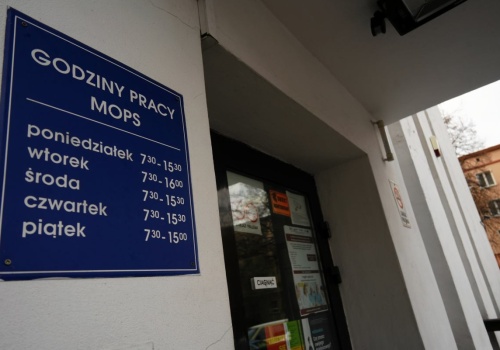 GODZINY PRACY
MOPS
poniedziałek 7³⁰-15³⁰
wtorek 7³⁰-16⁰⁰
środa 7³⁰-15³⁰
czwartek 7³⁰-15³⁰
piątek 7³⁰-15⁰⁰
CIĄGNĄĆ